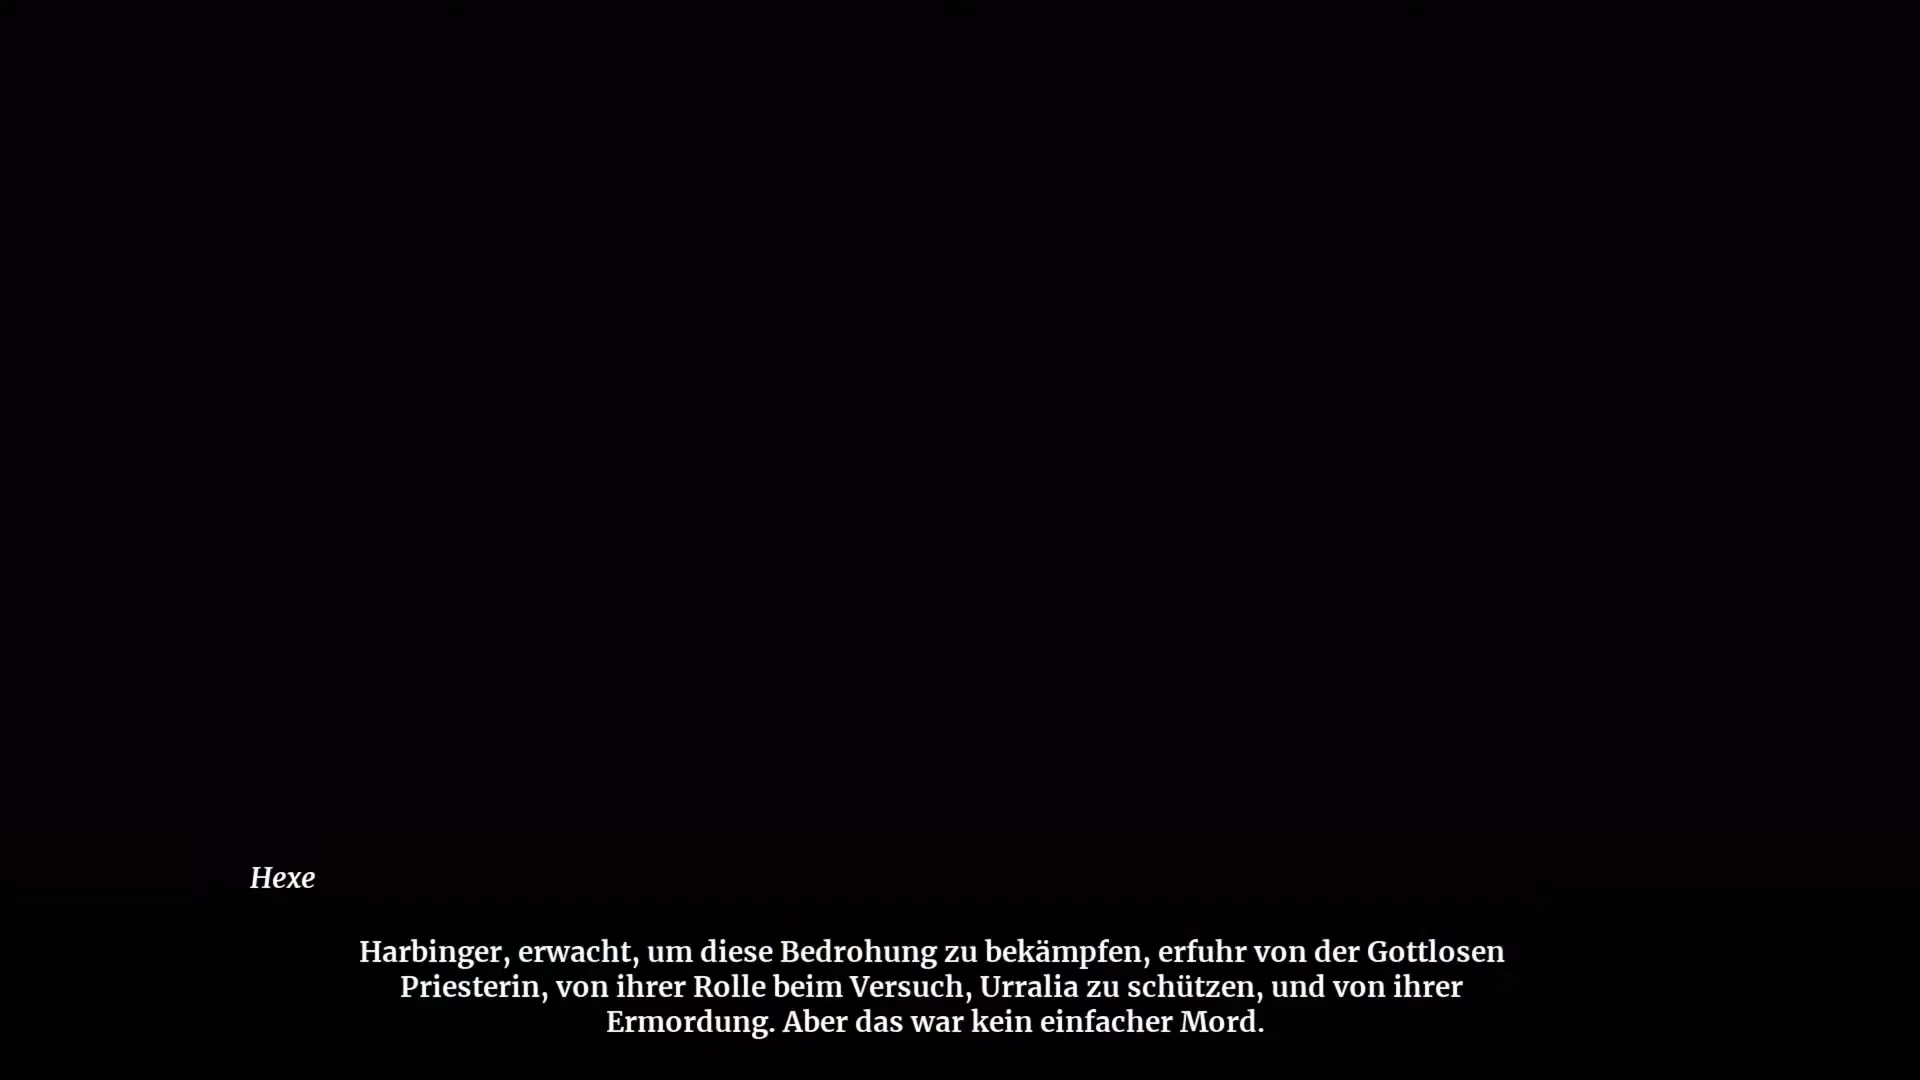 Hexe
Harbinger, erwacht, um diese Bedrohung zu bekämpfen, erfuhr von der Gottlosen
Priesterin, von ihrer Rolle beim Versuch, Urralia zu schützen, und von ihrer
Ermordung. Aber das war kein einfacher Mord.